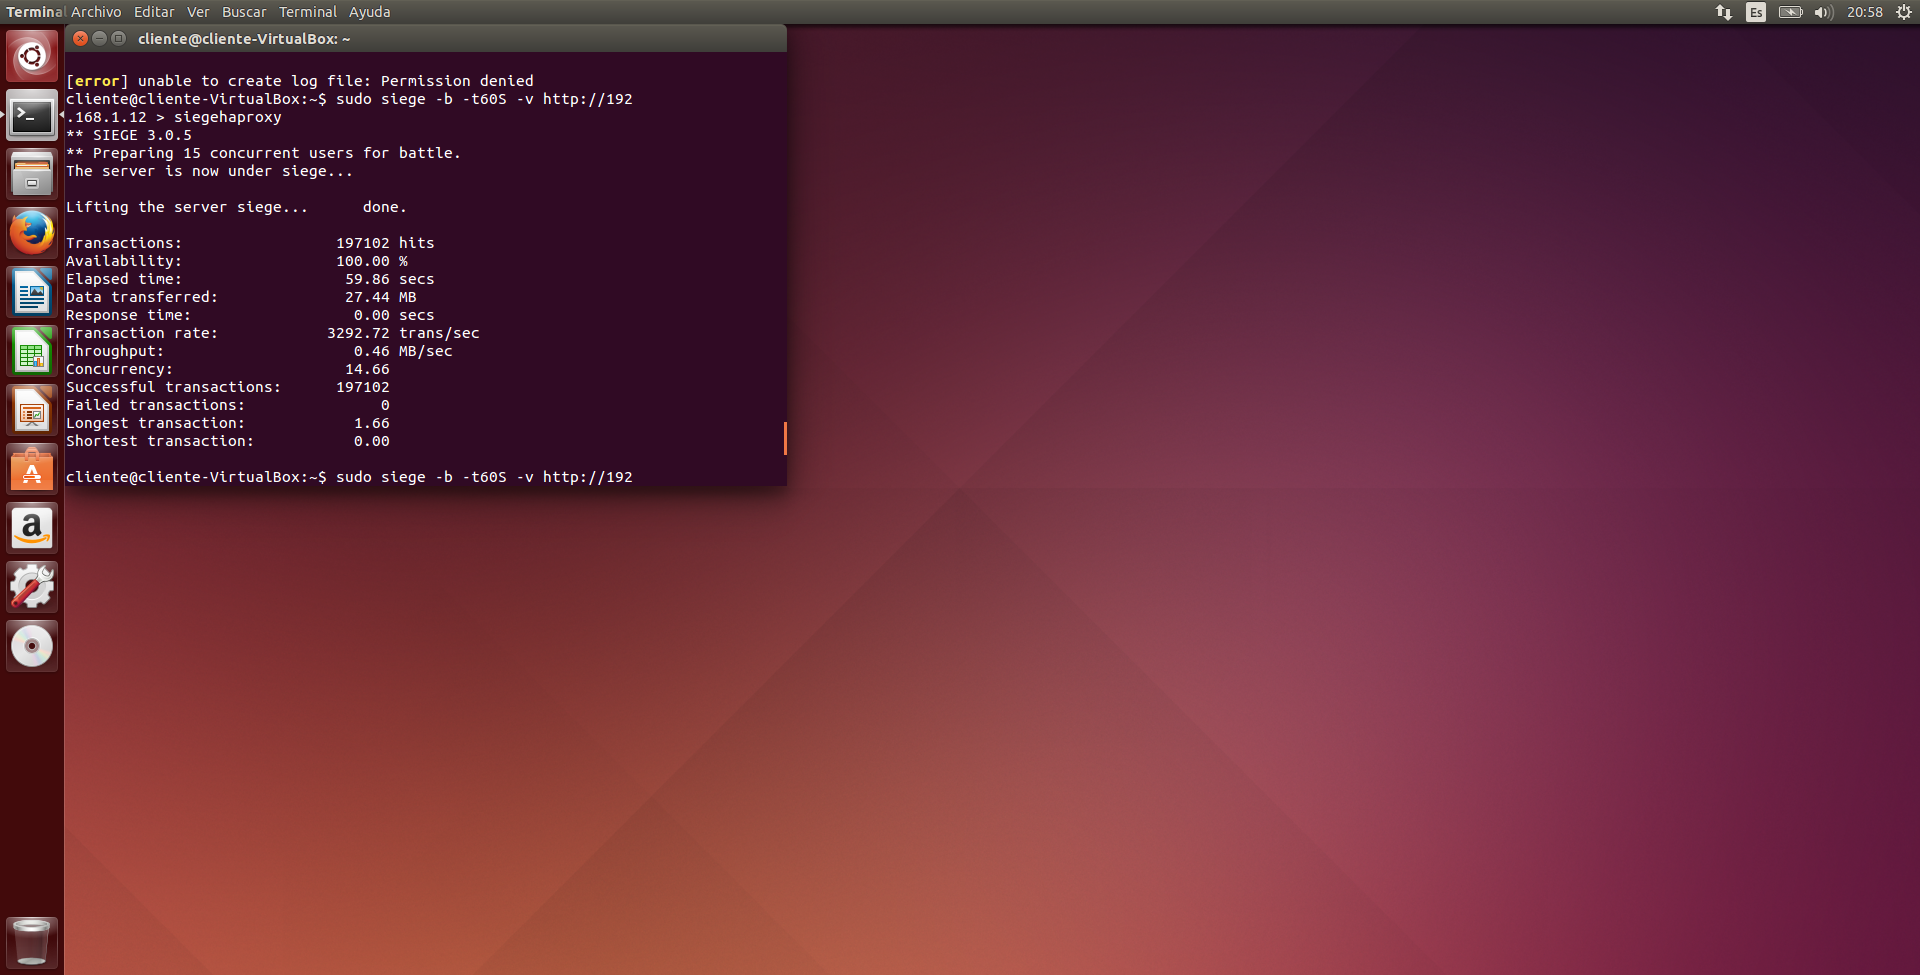 Terminal Archivo Editar Ver Buscar Terminal Ayuda
Es
20:58
cliente@cliente-VirtualBox: ~
[error] unable to create log file: Permission denied
cliente@cliente-VirtualBox:~$ sudo siege -b -t60S -v http://192
.168.1.12 > siegehaproxy
** SIEGE 3.0.5
** Preparing 15 concurrent users for battle.
The server is now under siege...
Lifting the server siege...      done.
Transactions: 197102 hits
Availability: 100.00 %
Elapsed time: 59.86 secs
Data transferred: 27.44 MB
Response time: 0.00 secs
Transaction rate: 3292.72 trans/sec
Throughput: 0.46 MB/sec
Concurrency: 14.66
Successful transactions: 197102
Failed transactions: 0
Longest transaction: 1.66
Shortest transaction: 0.00
cliente@cliente-VirtualBox:~$ sudo siege -b -t60S -v http://192